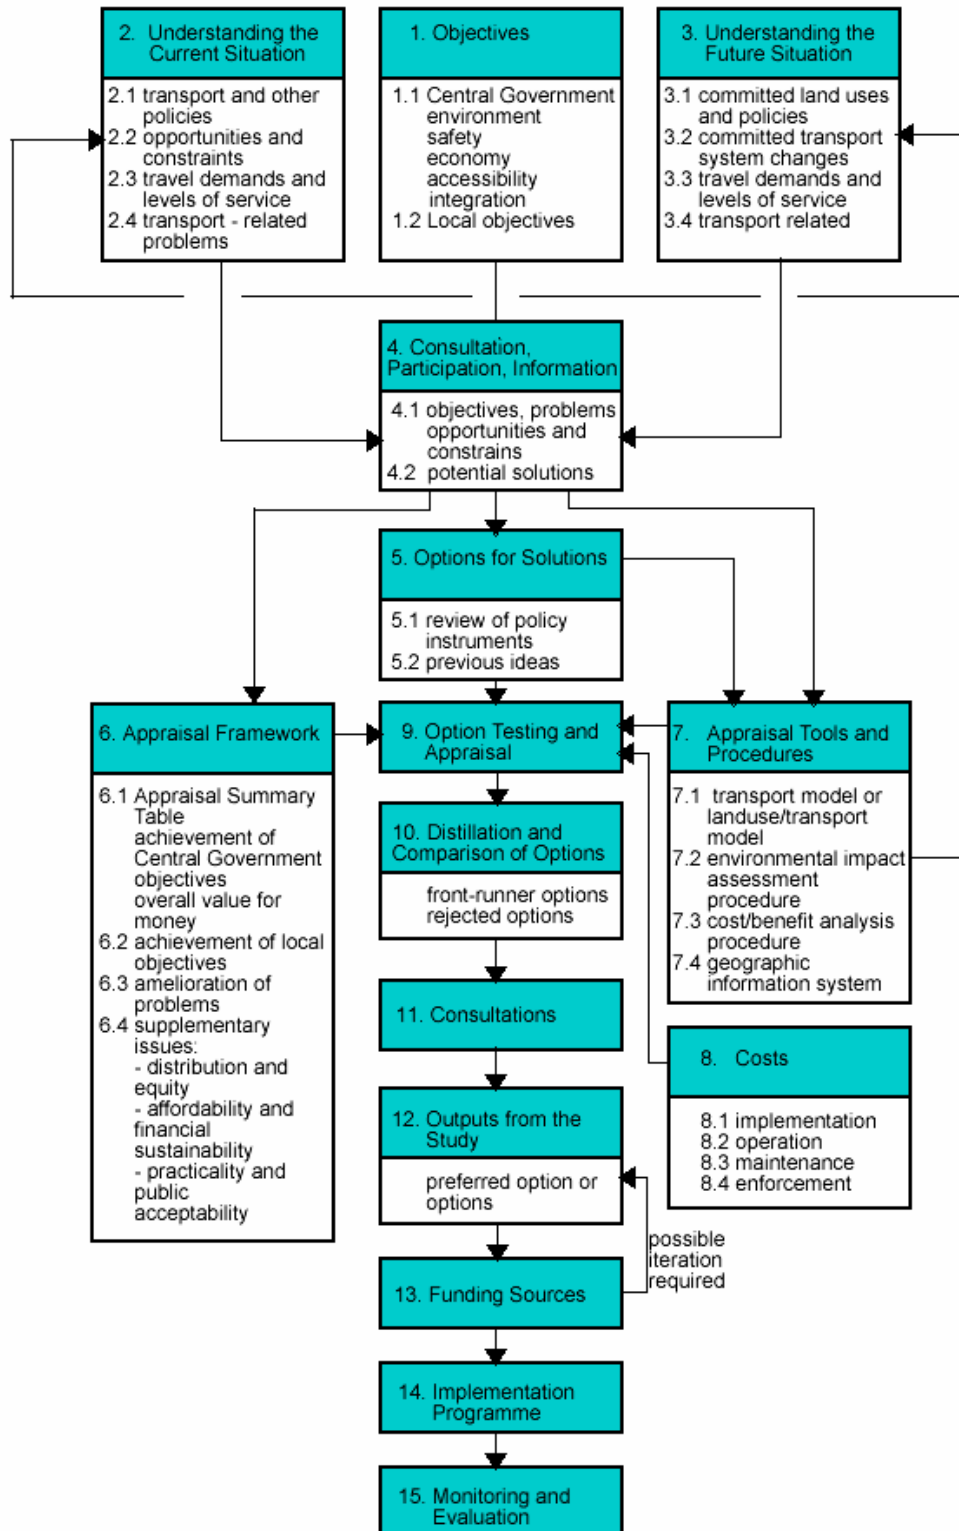 2. Understanding the
Current Situation
2.1 transport and other
policies
2.2 opportunities and
constraints
2.3 travel demands and
levels of service
2.4 transport - related
problems
1. Objectives
1.1 Central Government
environment
safety
economy
accessibility
integration
1.2 Local objectives
3. Understanding the
Future Situation
3.1 committed land uses
and policies
3.2 committed transport
system changes
3.3 travel demands and
levels of service
3.4 transport related
4. Consultation,
Participation, Information
4.1 objectives, problems
opportunities and
constrains
4.2 potential solutions
5. Options for Solutions
5.1 review of policy
instruments
5.2 previous ideas
6. Appraisal Framework
6.1 Appraisal Summary
Table
achievement of
Central Government
objectives
overall value for
money
6.2 achievement of local
objectives
6.3 amelioration of
problems
6.4 supplementary
issues:
- distribution and
equity
- affordability and
financial
sustainability
- practicality and
public
acceptability
9. Option Testing and
Appraisal
7. Appraisal Tools and
Procedures
7.1 transport model or
landuse/transport
model
7.2 environmental impact
assessment
procedure
7.3 cost/benefit analysis
procedure
7.4 geographic
information system
10. Distillation and
Comparison of Options
front-runner options
rejected options
11. Consultations
8. Costs
8.1 implementation
8.2 operation
8.3 maintenance
8.4 enforcement
12. Outputs from the
Study
preferred option or
options
possible
iteration
required
13. Funding Sources
14. Implementation
Programme
15. Monitoring and
Evaluation